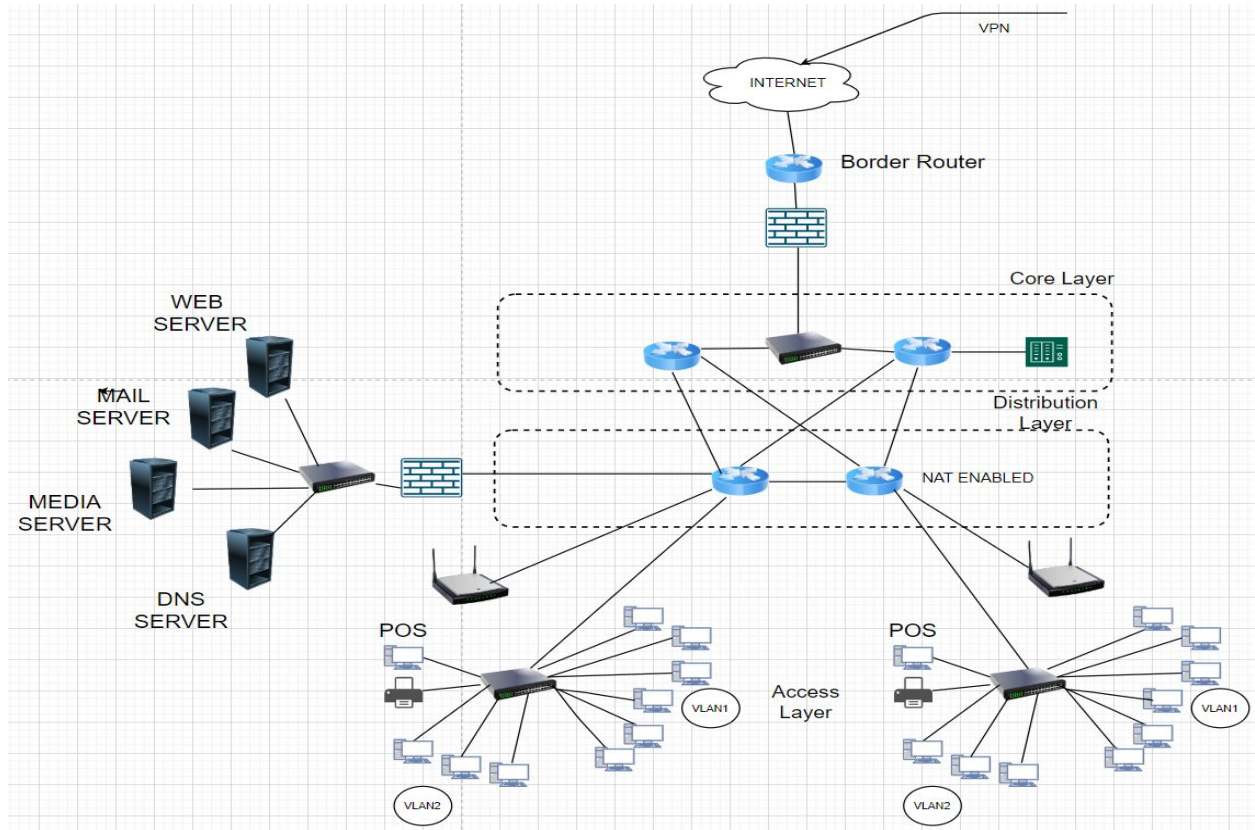 VPN
INTERNET
Border Router
Core Layer
WEB
SERVER
MAIL
SERVER
Distribution
Layer
NAT ENABLED
MEDIA
SERVER
DNS
SERVER
POS
POS
Access
Layer
VLAN1
VLAN1
VLAN2
VLAN2